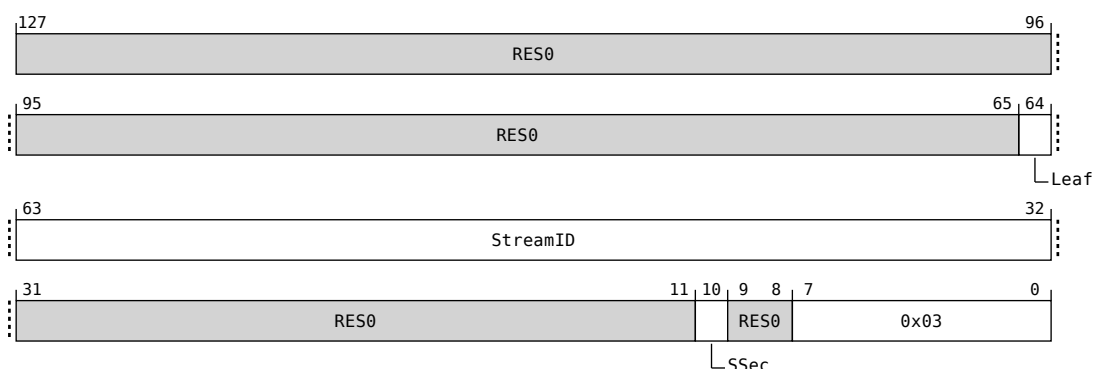 127 96
RES0
95 65 64
RES0
Leaf
63 32
StreamID
31 11 10 9 8 7 0
RES0 RES0 0x03
SSec